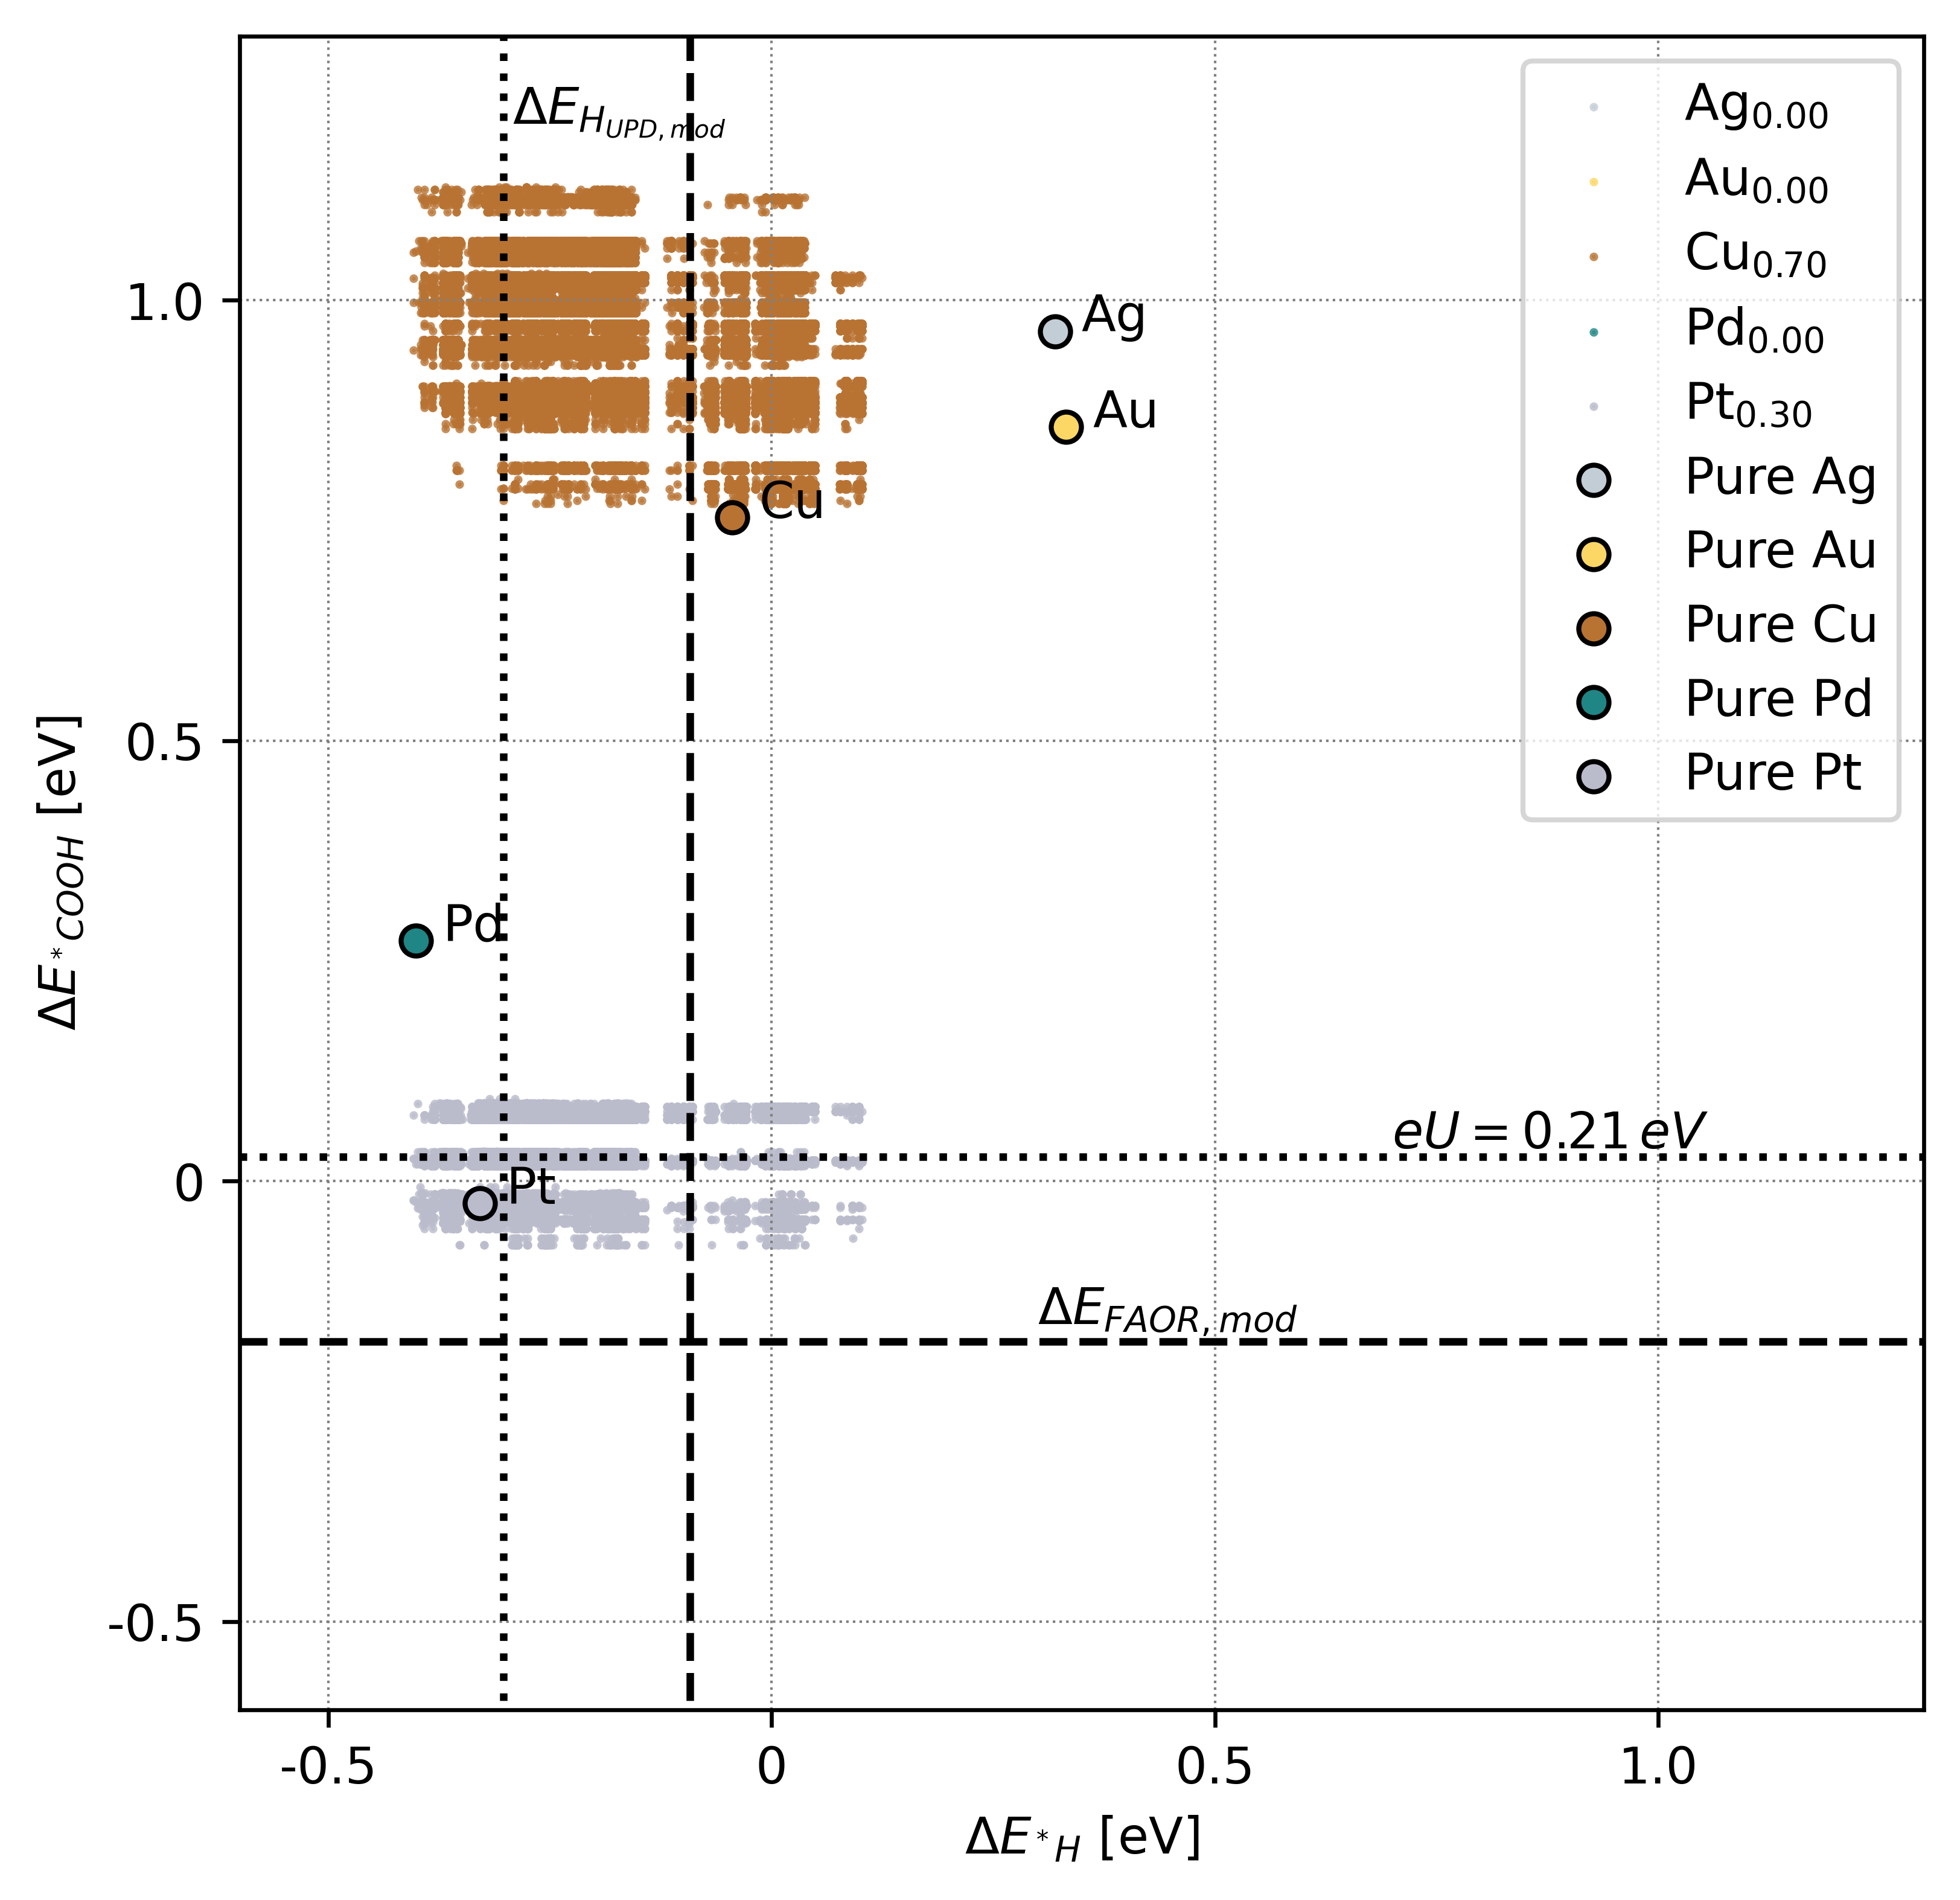 ΔE_{H_{UPD, mod}}
Ag_{0.00}
Au_{0.00}
Cu_{0.70}
Pd_{0.00}
Pt_{0.30}
Pure Ag
Pure Au
Pure Cu
Pure Pd
Pure Pt
Ag
Au
Cu
Pd
Pt
eU = 0.21 eV
ΔE_{FAOR, mod}
ΔE_{*COOH} [eV]
1.0
0.5
0
-0.5
-0.5
0
0.5
1.0
ΔE_{*H} [eV]